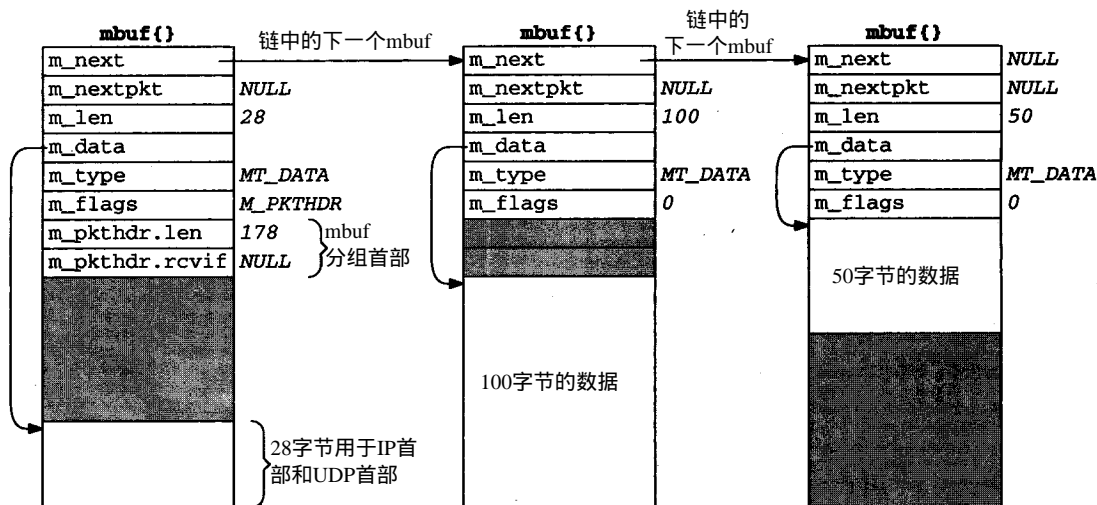 mbuf{}
m_next
m_nextpkt NULL
m_len 28
m_data
m_type MT_DATA
m_flags M_PKTHDR
m_pkthdr.len 178
m_pkthdr.rcvif NULL
mbuf
分组首部
28字节用于IP首
部和UDP首部
链中的下一个mbuf
mbuf{}
m_next
m_nextpkt NULL
m_len 100
m_data
m_type MT_DATA
m_flags 0
100字节的数据
链中的
下一个mbuf
mbuf{}
m_next NULL
m_nextpkt NULL
m_len 50
m_data
m_type MT_DATA
m_flags 0
50字节的数据